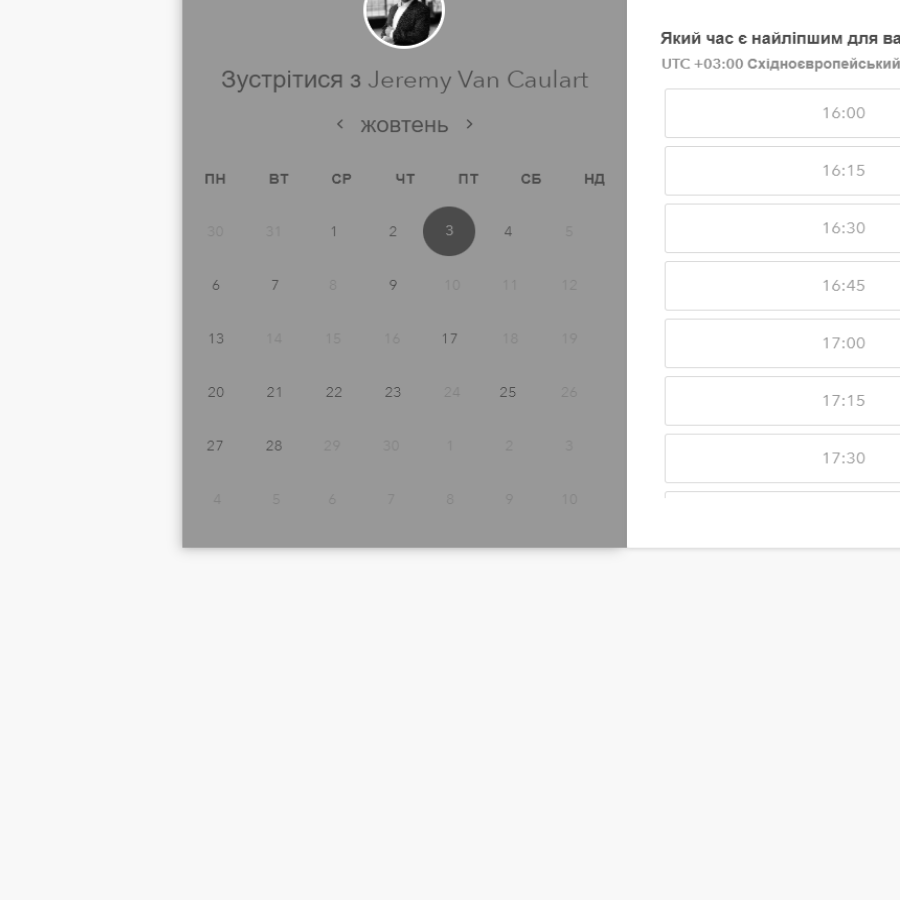 Зустрітися з Jeremy Van Caulart
жовтень
ПН ВТ СР ЧТ ПТ СБ НД
30 31 1 2 3 4 5
6 7 8 9 10 11 12
13 14 15 16 17 18 19
20 21 22 23 24 25 26
27 28 29 30 1 2 3
4 5 6 7 8 9 10
Який час є найліпшим для ва
UTC +03:00 Східноєвропейський
16:00
16:15
16:30
16:45
17:00
17:15
17:30